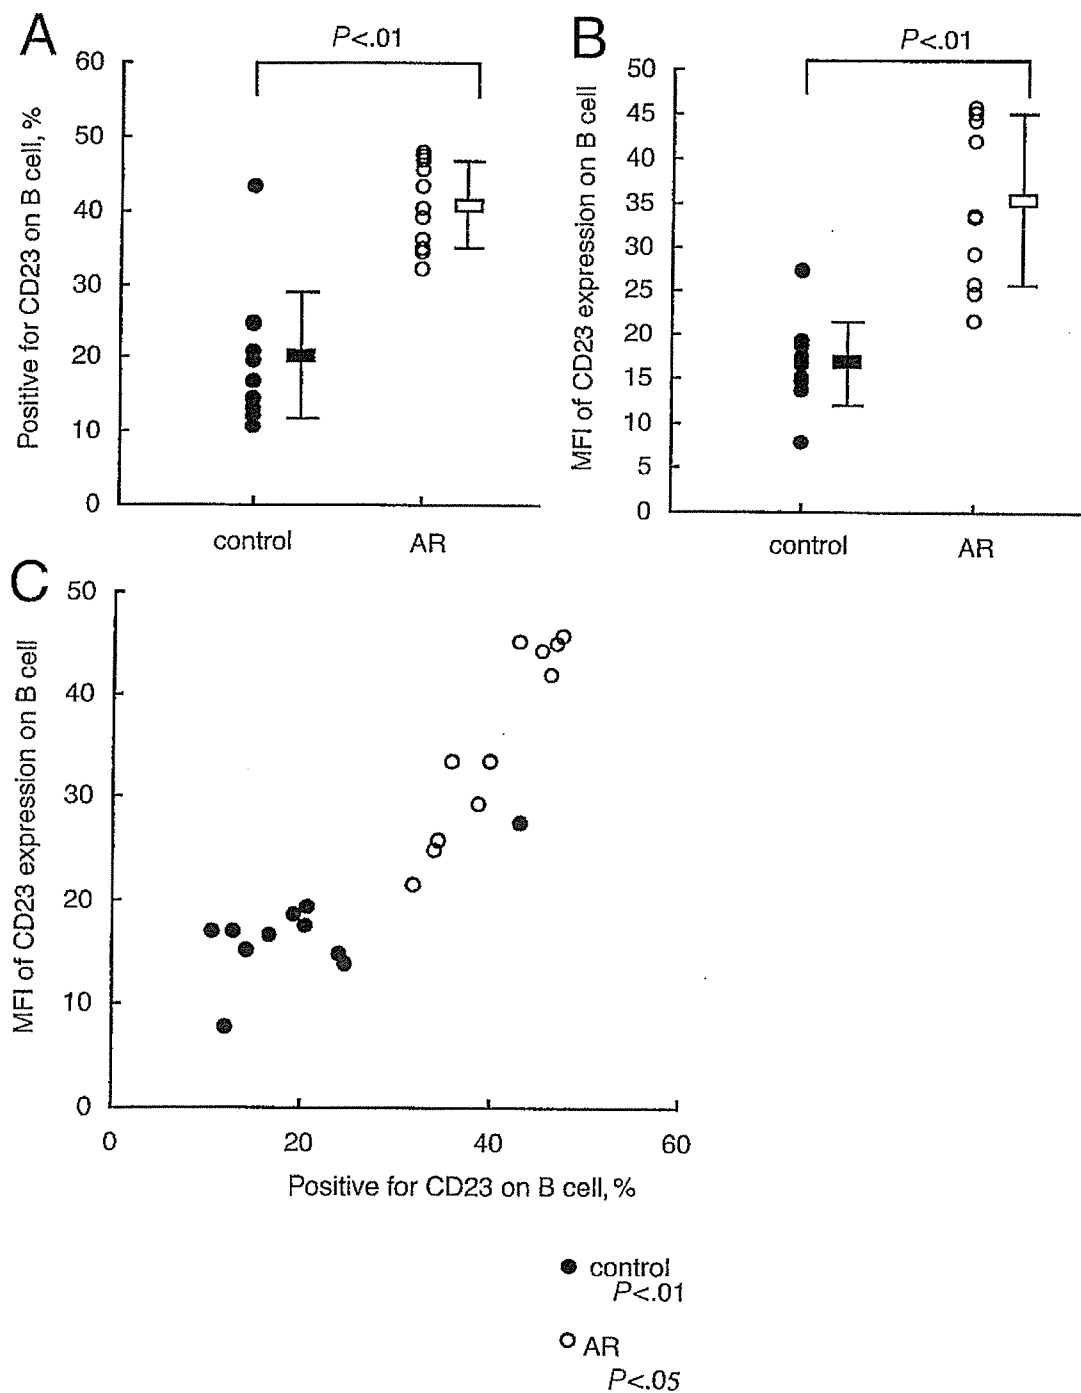 A
P<.01
60
50
40
30
20
10
0
Positive for CD23 on B cell, %
control
AR
B
P<.01
50
45
40
35
30
25
20
15
10
5
0
MFI of CD23 expression on B cell
control
AR
C
50
40
30
20
10
0
MFI of CD23 expression on B cell
0 20 40 60
Positive for CD23 on B cell, %
control
P<.01
AR
P<.05